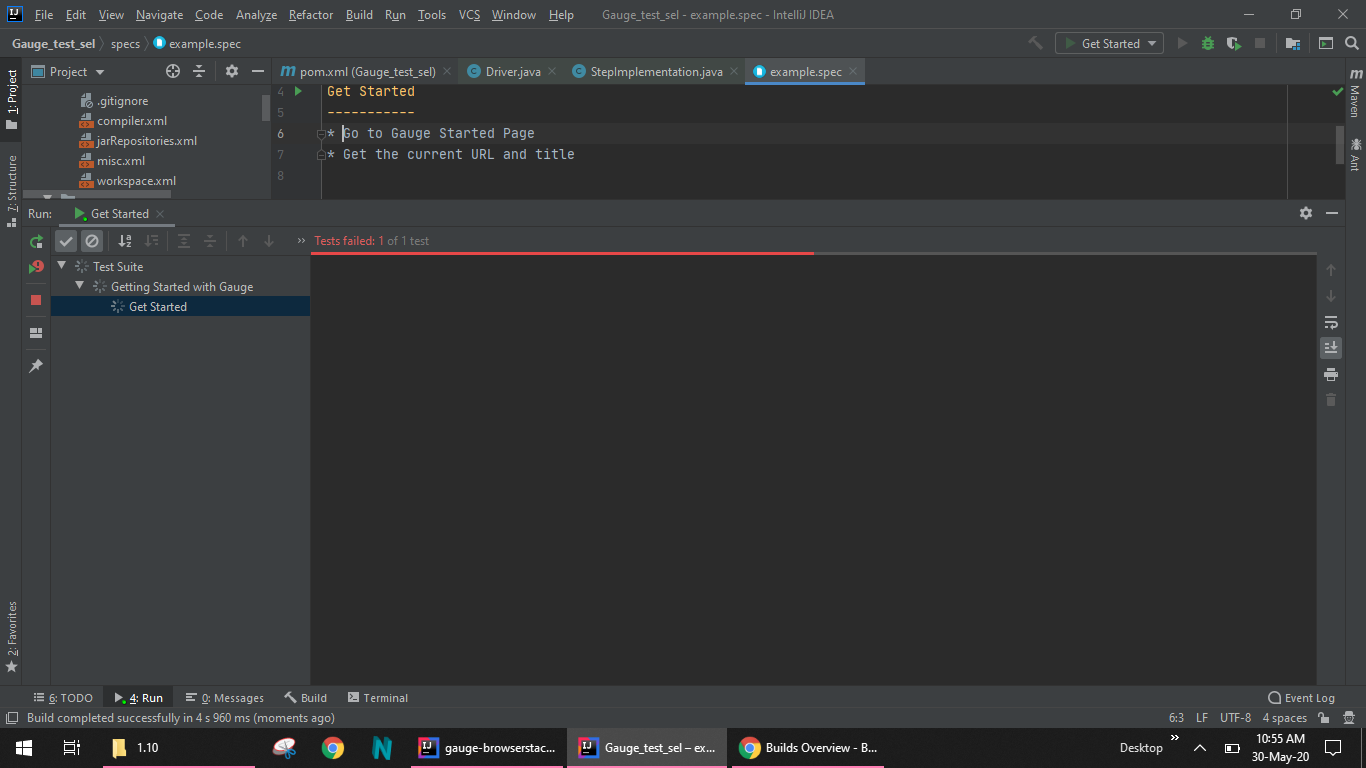 File Edit View Navigate Code Analyze Refactor Build Run Tools VCS Window Help Gauge_test_sel - example.spec - IntelliJ IDEA
Gauge_test_sel specs example.spec Get Started
1: Project
Project
pom.xml (Gauge_test_sel) Driver.java StepImplementation.java example.spec
.gitignore
compiler.xml
jarRepositories.xml
misc.xml
workspace.xml
4 Get Started
5 -----------
6 * Go to Gauge Started Page
7 * Get the current URL and title
8
Maven
Ant
7: Structure
Run: Get Started
Tests failed: 1 of 1 test
Test Suite
Getting Started with Gauge
Get Started
2: Favorites
6: TODO 4: Run 0: Messages Build Terminal Event Log
Build completed successfully in 4 s 960 ms (moments ago) 6:3 LF UTF-8 4 spaces
1.10 gauge-browserstac... Gauge_test_sel – ex... Builds Overview - B... Desktop 10:55 AM
30-May-20